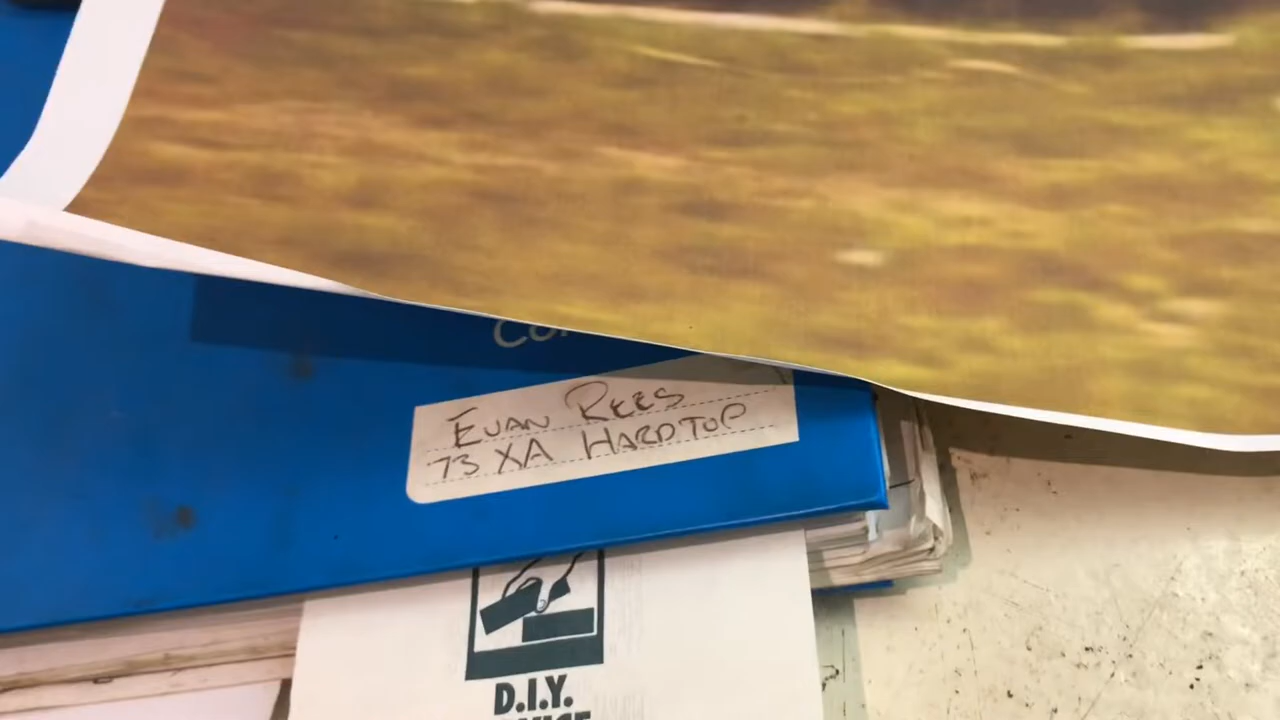 EVAN REES
73 XA HARDTOP
D.I.Y.